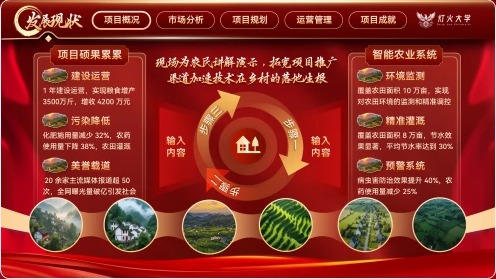 发展现状
项目概况
市场分析
项目规划
运营管理
项目成就
灯火大学
项目硕果累累
建设运营
1年建设运营，实现粮食增产
3500万斤，增收4200万元
污染降低
化肥施用量减少32%、农药
使用量下降38%、农田灌溉
美誉载道
20余家主流媒体报道超50
次，全网曝光量破亿引发社会
现场为农民讲解演示，拓宽项目推广
渠道加速技术在乡村的落地生根
步骤三
步骤一
步骤二
输入
内容
输入
内容
智能农业系统
环境监测
覆盖农田面积10万亩，实现
对农田环境的监测和精准调控
精准灌溉
覆盖农田面积8万亩，节水效
果显著，平均节水率达到30%
预警系统
病虫害防治效果提升40%，农
药使用量减少25%